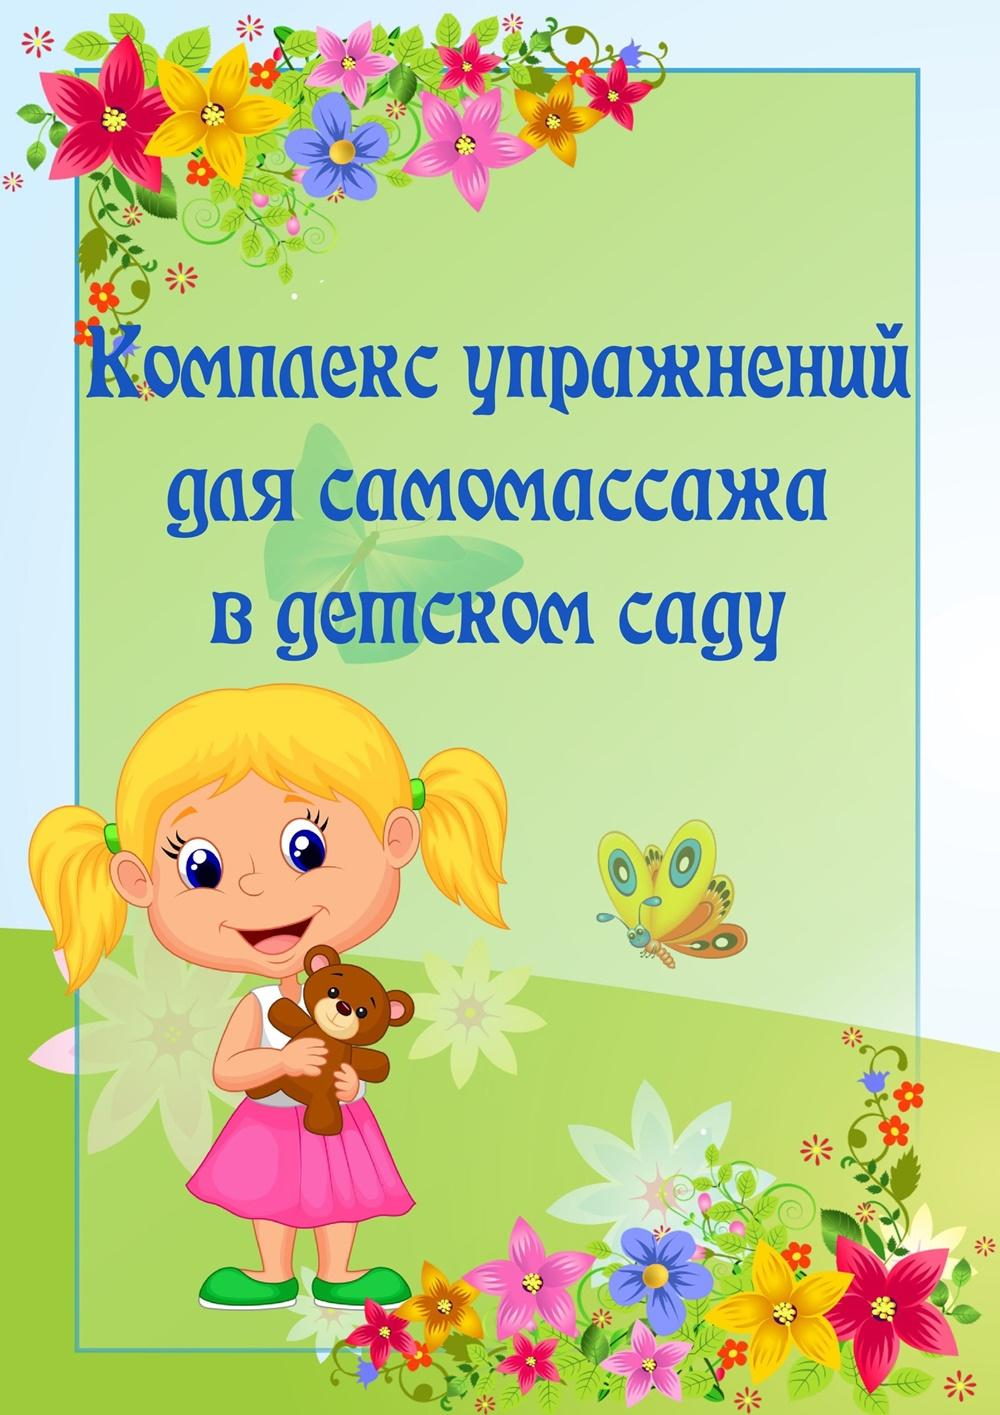 Комплекс упражнений
для самомассажа
в детском саду